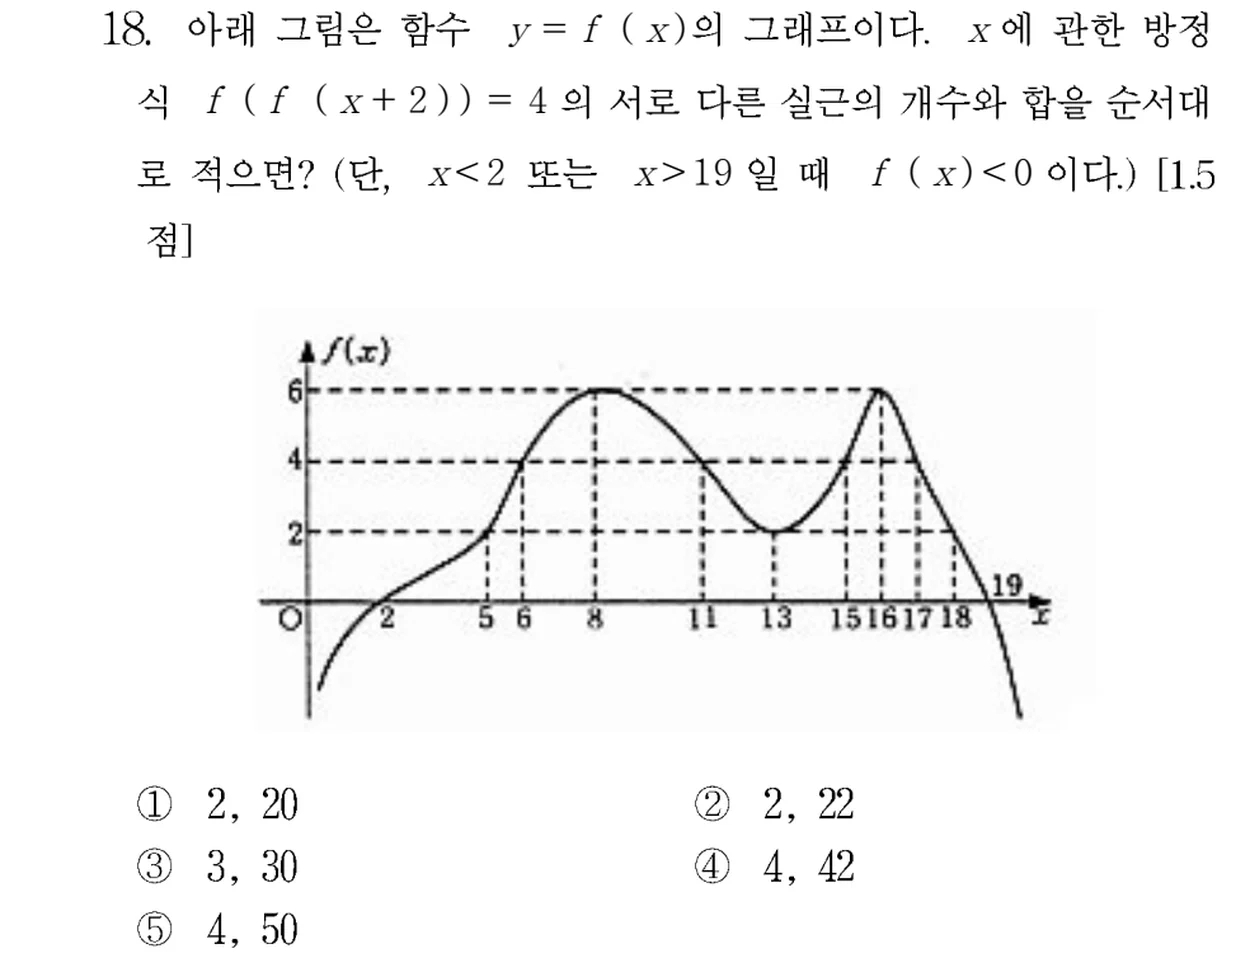 18. 아래 그림은 함수 y = f ( x)의 그래프이다. x에 관한 방정
식 f ( f ( x + 2 ) ) = 4 의 서로 다른 실근의 개수와 합을 순서대
로 적으면? (단, x<2 또는 x>19 일 때 f ( x)<0 이다.) [1.5
점]
f(x)
6
4
2
19
O 2 5 6 8 11 13 15 16 17 18 x
① 2, 20 ② 2, 22
③ 3, 30 ④ 4, 42
⑤ 4, 50